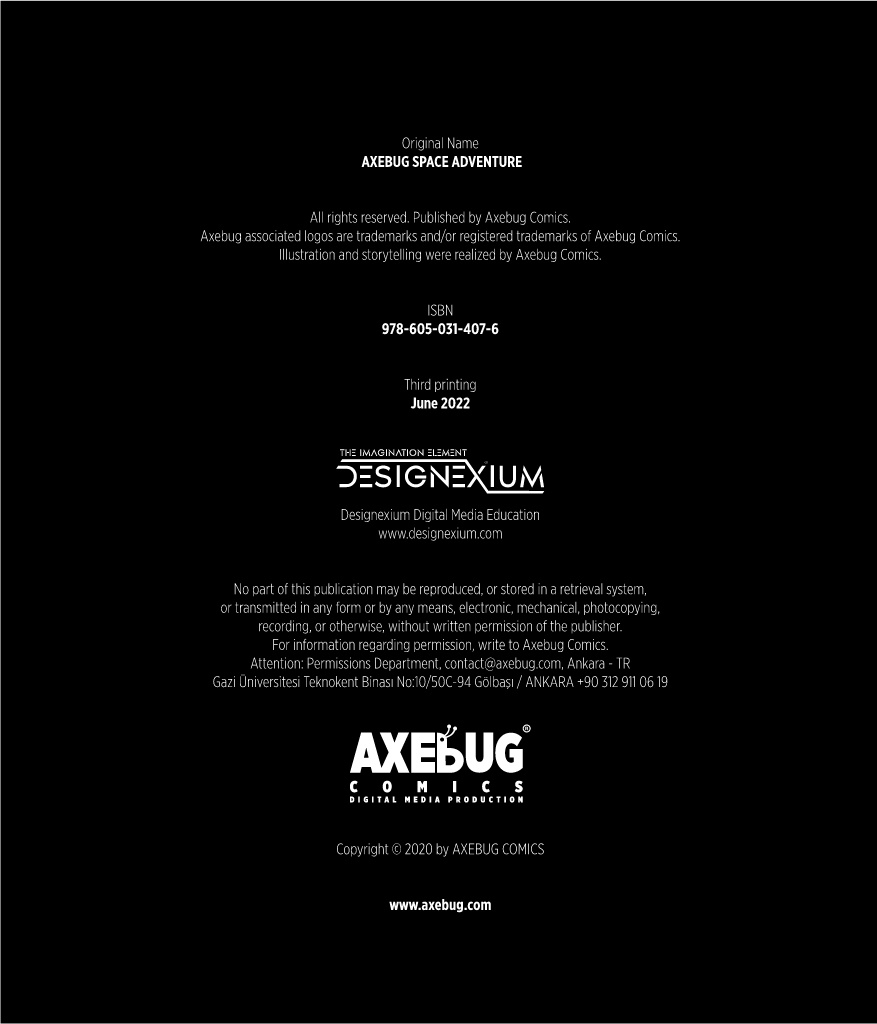 Original Name
AXEBUG SPACE ADVENTURE
All rights reserved. Published by Axebug Comics.
Axebug associated logos are trademarks and/or registered trademarks of Axebug Comics.
Illustration and storytelling were realized by Axebug Comics.
ISBN
978-605-031-407-6
Third printing
June 2022
THE IMAGINATION ELEMENT
DESIGNEXIUM
Designexium Digital Media Education
www.designexium.com
No part of this publication may be reproduced, or stored in a retrieval system,
or transmitted in any form or by any means, electronic, mechanical, photocopying,
recording, or otherwise, without written permission of the publisher.
For information regarding permission, write to Axebug Comics.
Attention: Permissions Department, contact@axebug.com, Ankara - TR
Gazi Üniversitesi Teknokent Binası No:10/50C-94 Gölbaşı / ANKARA +90 312 911 06 19
AXEbUG®
COMICS
DIGITAL MEDIA PRODUCTION
Copyright © 2020 by AXEBUG COMICS
www.axebug.com